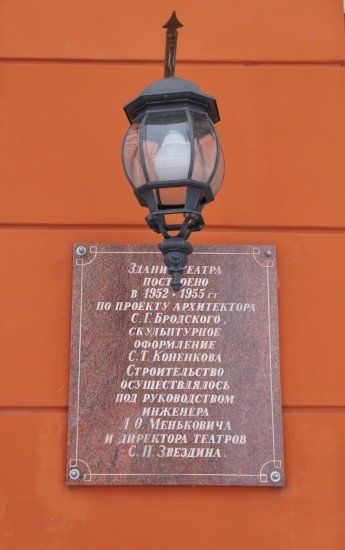 Здание театра
построено
в 1952 - 1955 гг
по проекту архитектора
С.Г. Бродского.
скульптурное
оформление
С.Т. Коненкова
Строительство
осуществлялось
под руководством
инженера
Л.О. Меньковича
и директора театров
С.П. Звездина.